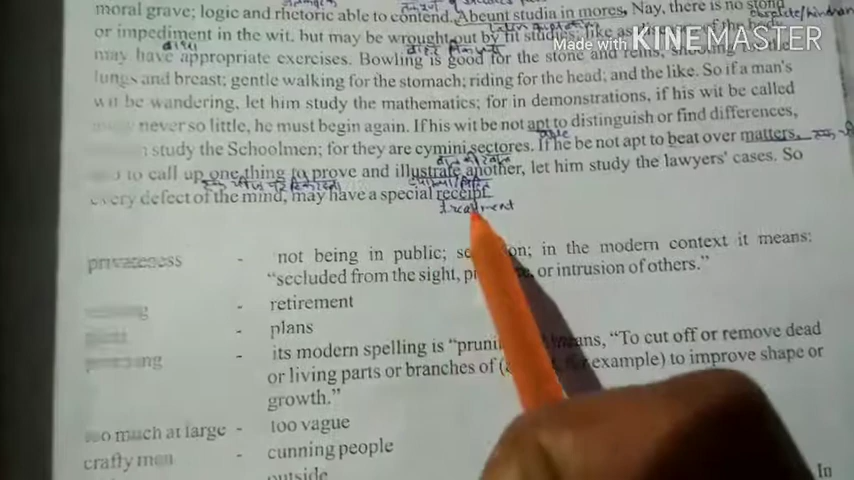 moral grave; logic and rhetoric able to contend. Abeunt studia in mores. Nay, there is no stond
obsolete/hindran
or impediment in the wit, but may be wrought out by fit studies; like as the of the body
may have appropriate exercises. Bowling is good for the stone and reins; shooting
Made with KINEMASTER
lungs and breast; gentle walking for the stomach; riding for the head; and the like. So if a man's
wit be wandering, let him study the mathematics; for in demonstrations, if his wit be called
never so little, he must begin again. If his wit be not apt to distinguish or find differences,
able
study the Schoolmen; for they are cymini sectores. If he be not apt to beat over matters,
to call up one thing to prove and illustrate another, let him study the lawyers' cases. So
every defect of the mind, may have a special receipt.
treatment
privateness - not being in public; in the modern context it means:
"secluded from the sight, or intrusion of others."
- retirement
- plans
- its modern spelling is "pruni means, "To cut off or remove dead
or living parts or branches of ( example) to improve shape or
growth."
too much at large - too vague
crafty men - cunning people
outside
In